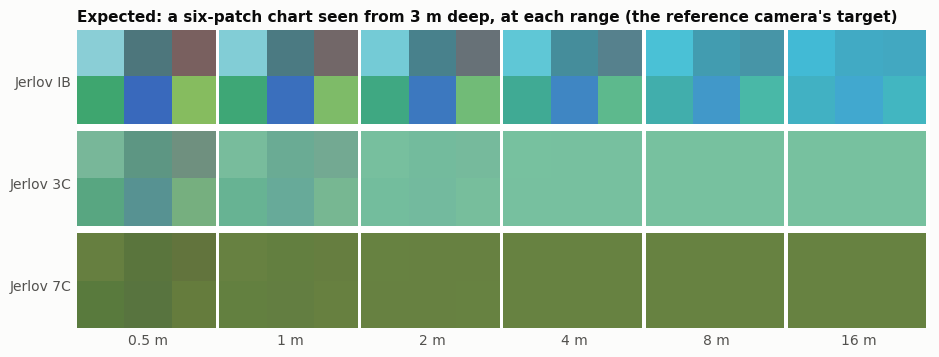 Expected: a six-patch chart seen from 3 m deep, at each range (the reference camera's target)
Jerlov IB
Jerlov 3C
Jerlov 7C
0.5 m 1 m 2 m 4 m 8 m 16 m